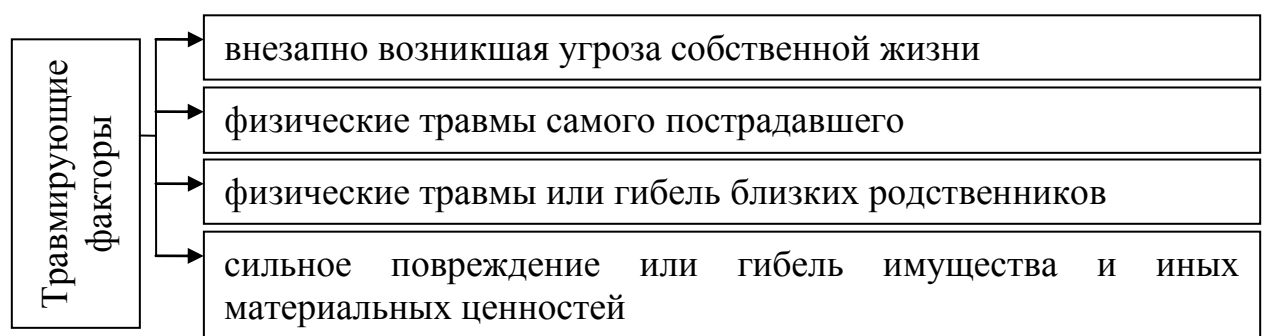 Травмирующие
факторы
внезапно возникшая угроза собственной жизни
физические травмы самого пострадавшего
физические травмы или гибель близких родственников
сильное повреждение или гибель имущества и иных
материальных ценностей